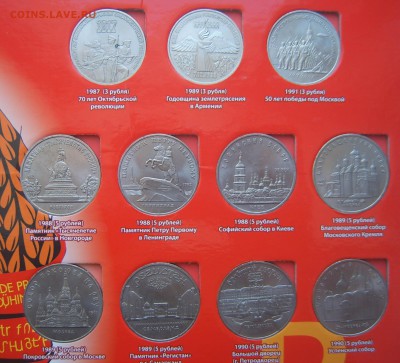 COINS.LAVE.RU
1987 (3 рубля)
70 лет Октябрьской
революции
1989 (3 рубля)
Годовщина землетрясения
в Армении
1991 (3 рубля)
50 лет победы под Москвой
1988 (5 рублей)
Памятник "Тысячелетие
России" в Новгороде
1988 (5 рублей)
Памятник Петру Первому
в Ленинграде
1988 (5 рублей)
Софийский собор в Киеве
1989 (5 рублей)
Благовещенский собор
Московского Кремля
1989 (5 рублей)
Покровский собор в Москве
1989 (5 рублей)
Памятник "Регистан"
1990 (5 рублей)
Большой дворец
(г. Петродворец)
1990 (5 рублей)
Успенский собор